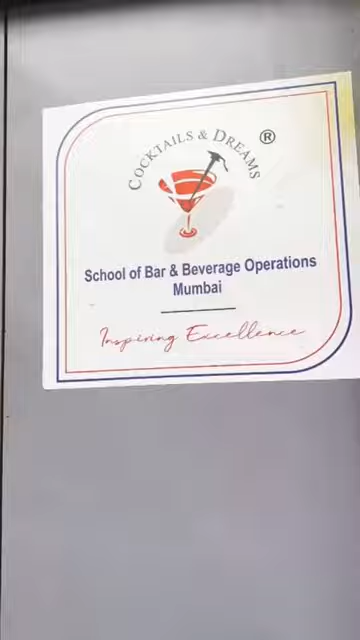 COCKTAILS & DREAMS ®
School of Bar & Beverage Operations
Mumbai
Inspiring Excellence